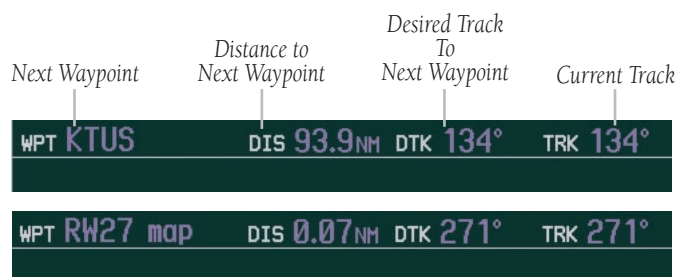 Next Waypoint
Distance to
Next Waypoint
Desired Track
To
Next Waypoint
Current Track
WPT KTUS DIS 93.9NM DTK 134° TRK 134°
WPT RW27 map DIS 0.07NM DTK 271° TRK 271°